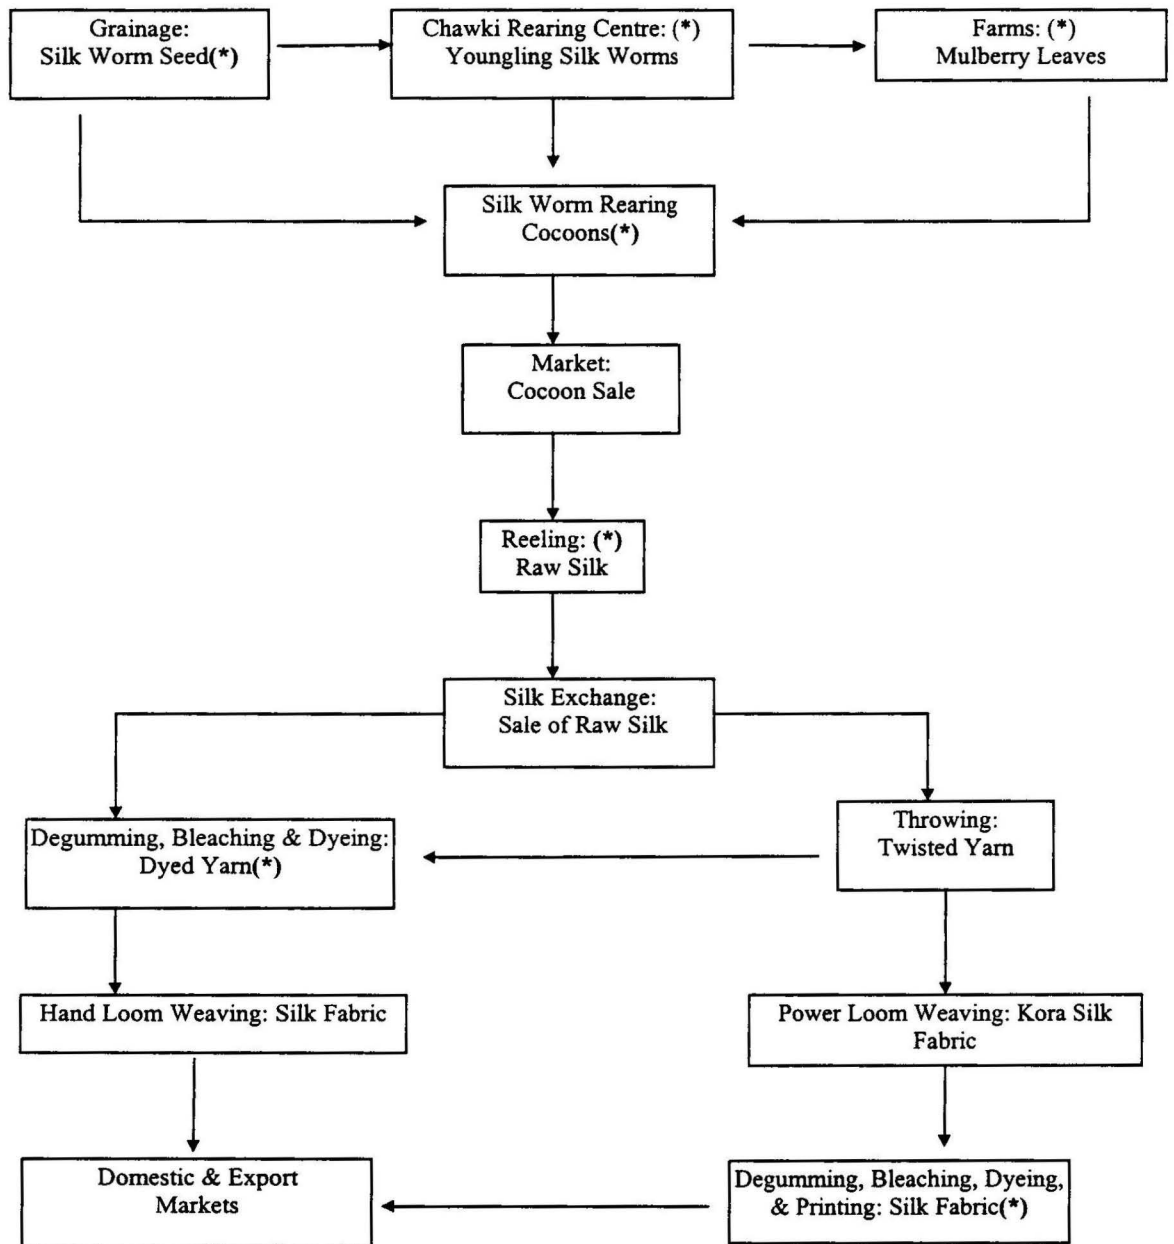 Grainage:
Silk Worm Seed(*)
Chawki Rearing Centre: (*)
Youngling Silk Worms
Farms: (*)
Mulberry Leaves
Silk Worm Rearing
Cocoons(*)
Market:
Cocoon Sale
Reeling: (*)
Raw Silk
Silk Exchange:
Sale of Raw Silk
Degumming, Bleaching & Dyeing:
Dyed Yarn(*)
Throwing:
Twisted Yarn
Hand Loom Weaving: Silk Fabric
Power Loom Weaving: Kora Silk
Fabric
Domestic & Export
Markets
Degumming, Bleaching, Dyeing,
& Printing: Silk Fabric(*)